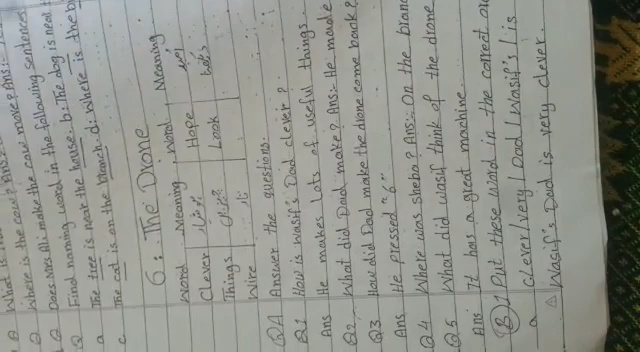 Q Where is the cow? Ans:
Q Does mes Ali make the cow move? Ans:
Q Find naming word in the following sentences
a The tree is near the house. b: The dog is near t
c The cat is on the branch d: Where is the b
6: The Drone
Word Meaning Word Meaning
Clever Hope
Things Look
Wire
QA Answer the questions:
Q1 How is Wasif's Dad clever?
Ans He makes lots of useful things.
Q2 What did Dad make? Ans:- He made
Q3 How did Dad make the drone come back?
Ans He pressed "6"
Q4 Where was sheba? Ans:- On the branc
Q5 What did wasif think of the drone
Ans It has a great machine.
(B) Put these word in the correct or
a Clever/very/Dad/Wasif's/is
Wasif's Dad is very clever.